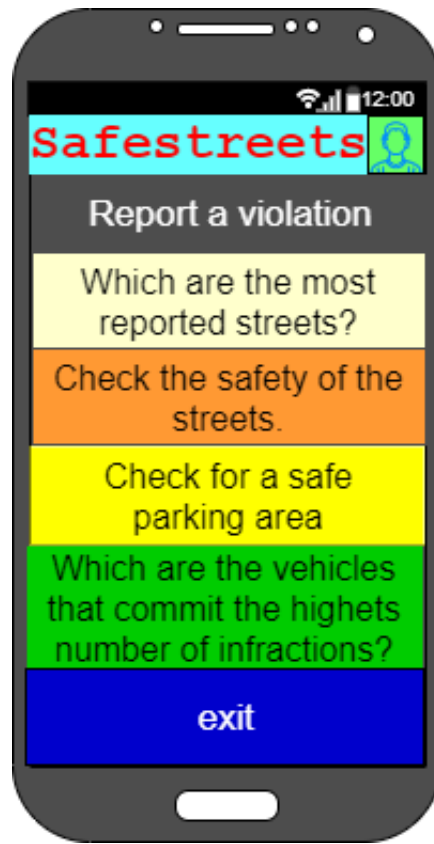 12:00
Safestreets
Report a violation
Which are the most
reported streets?
Check the safety of the
streets.
Check for a safe
parking area
Which are the vehicles
that commit the highets
number of infractions?
exit